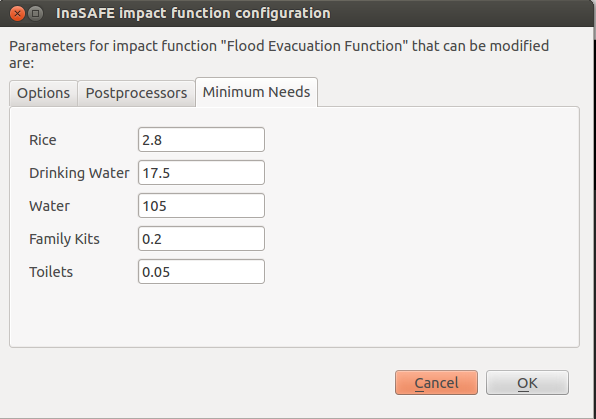 InaSAFE impact function configuration
Parameters for impact function "Flood Evacuation Function" that can be modified
are:
Options Postprocessors Minimum Needs
Rice 2.8
Drinking Water 17.5
Water 105
Family Kits 0.2
Toilets 0.05
Cancel OK